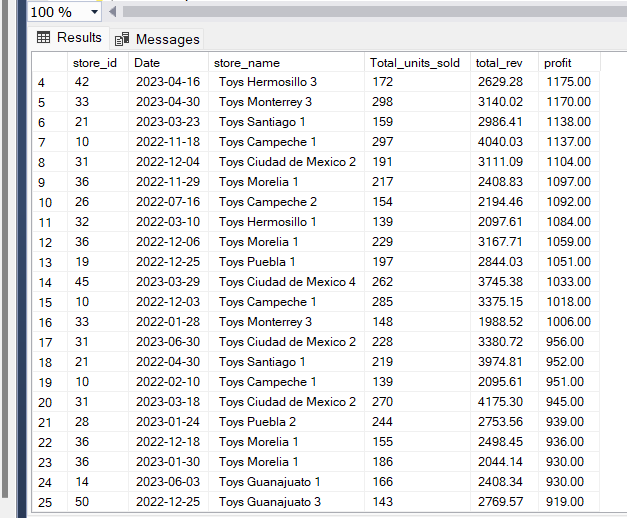 100 %
Results Messages
store_id Date store_name Total_units_sold total_rev profit
4 42 2023-04-16 Toys Hermosillo 3 172 2629.28 1175.00
5 33 2023-04-30 Toys Monterrey 3 298 3140.02 1170.00
6 21 2023-03-23 Toys Santiago 1 159 2986.41 1138.00
7 10 2022-11-18 Toys Campeche 1 297 4040.03 1137.00
8 31 2022-12-04 Toys Ciudad de Mexico 2 191 3111.09 1104.00
9 36 2022-11-29 Toys Morelia 1 217 2408.83 1097.00
10 26 2022-07-16 Toys Campeche 2 154 2194.46 1092.00
11 32 2022-03-10 Toys Hermosillo 1 139 2097.61 1084.00
12 36 2022-12-06 Toys Morelia 1 229 3167.71 1059.00
13 19 2022-12-25 Toys Puebla 1 197 2844.03 1051.00
14 45 2023-03-29 Toys Ciudad de Mexico 4 262 3745.38 1033.00
15 10 2022-12-03 Toys Campeche 1 285 3375.15 1018.00
16 33 2022-01-28 Toys Monterrey 3 148 1988.52 1006.00
17 31 2023-06-30 Toys Ciudad de Mexico 2 228 3380.72 956.00
18 21 2022-04-30 Toys Santiago 1 219 3974.81 952.00
19 10 2022-02-10 Toys Campeche 1 139 2095.61 951.00
20 31 2023-03-18 Toys Ciudad de Mexico 2 270 4175.30 945.00
21 28 2023-01-24 Toys Puebla 2 244 2753.56 939.00
22 36 2022-12-18 Toys Morelia 1 155 2498.45 936.00
23 36 2023-01-30 Toys Morelia 1 186 2044.14 930.00
24 14 2023-06-03 Toys Guanajuato 1 166 2408.34 930.00
25 50 2022-12-25 Toys Guanajuato 3 143 2769.57 919.00